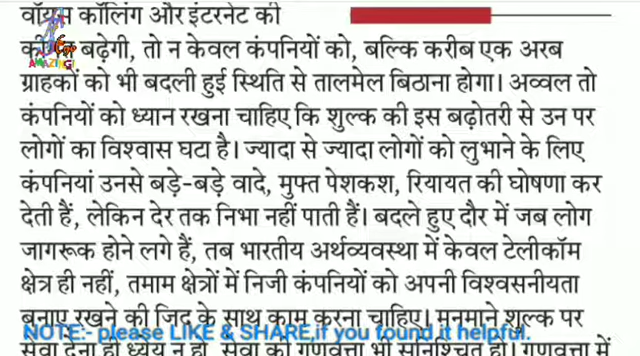 वॉयस कॉलिंग और इंटरनेट की
बढ़ेगी, तो न केवल कंपनियों को, बल्कि करीब एक अरब
ग्राहकों को भी बदली हुई स्थिति से तालमेल बिठाना होगा। अव्वल तो
कंपनियों को ध्यान रखना चाहिए कि शुल्क की इस बढ़ोतरी से उन पर
लोगों का विश्वास घटा है। ज्यादा से ज्यादा लोगों को लुभाने के लिए
कंपनियां उनसे बड़े-बड़े वादे, मुफ्त पेशकश, रियायत की घोषणा कर
देती हैं, लेकिन देर तक निभा नहीं पाती हैं। बदले हुए दौर में जब लोग
जागरूक होने लगे हैं, तब भारतीय अर्थव्यवस्था में केवल टेलीकॉम
क्षेत्र ही नहीं, तमाम क्षेत्रों में निजी कंपनियों को अपनी विश्वसनीयता
बनाए रखने की जिद के साथ काम करना चाहिए। मनमाने शुल्क पर
NOTE:- please LIKE & SHARE,if you found it helpful.
सेवा देना ही ध्येय न हो, सेवा की गुणवत्ता भी सुनिश्चित हो। गुणवत्ता में
AMAZING!